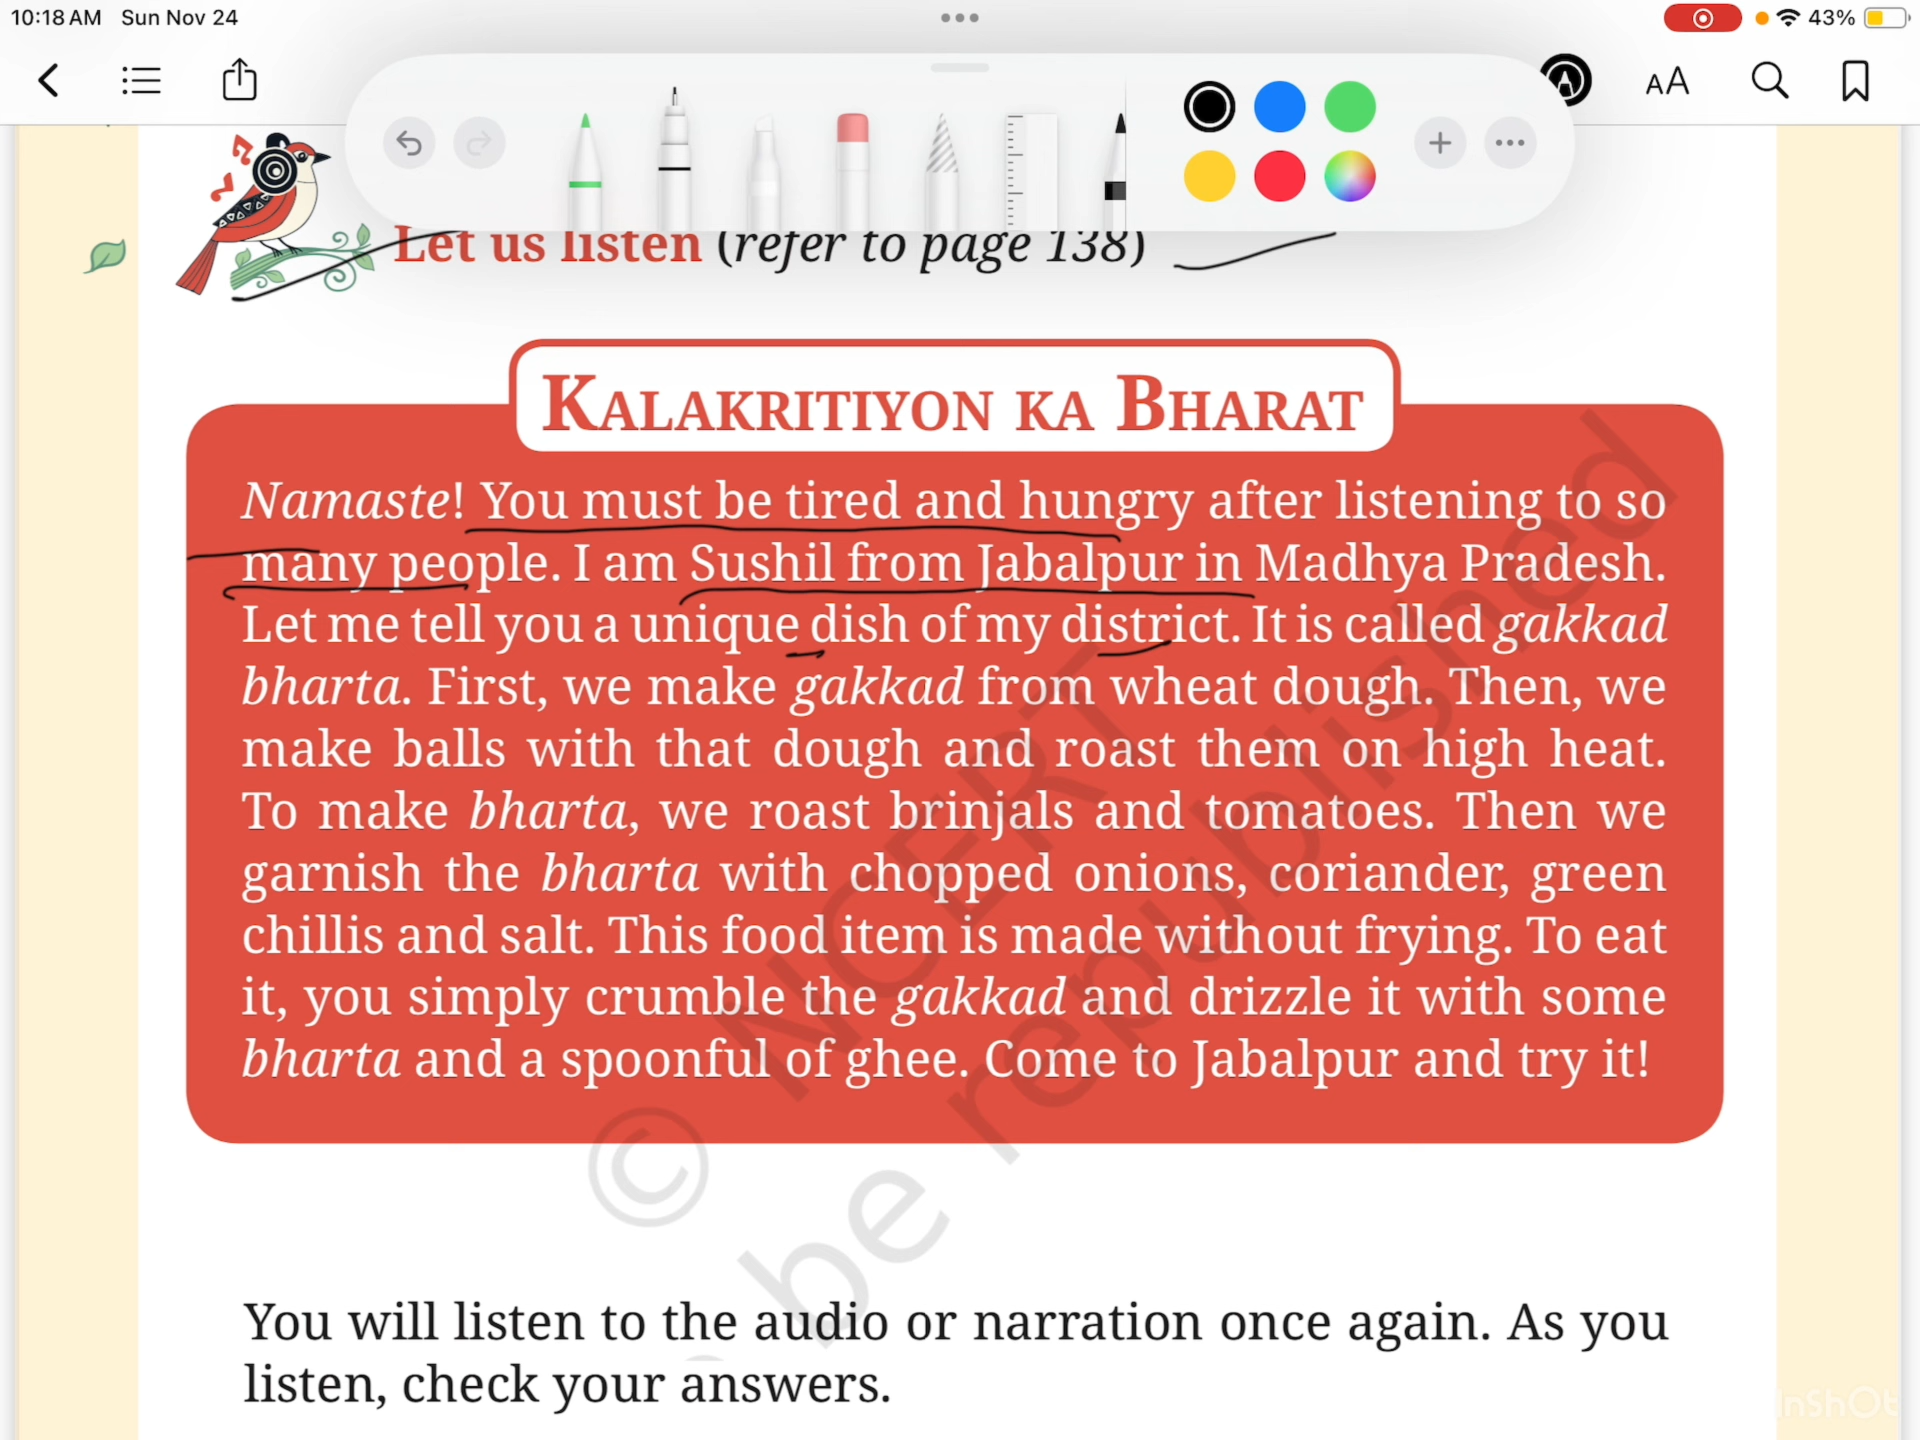 10:18 AM Sun Nov 24
43%
AA
Let us listen (refer to page 138)
KALAKRITIYON KA BHARAT
Namaste! You must be tired and hungry after listening to so
many people. I am Sushil from Jabalpur in Madhya Pradesh.
Let me tell you a unique dish of my district. It is called gakkad
bharta. First, we make gakkad from wheat dough. Then, we
make balls with that dough and roast them on high heat.
To make bharta, we roast brinjals and tomatoes. Then we
garnish the bharta with chopped onions, coriander, green
chillis and salt. This food item is made without frying. To eat
it, you simply crumble the gakkad and drizzle it with some
bharta and a spoonful of ghee. Come to Jabalpur and try it!
© NCERT
be republished
You will listen to the audio or narration once again. As you
listen, check your answers.
InShOt